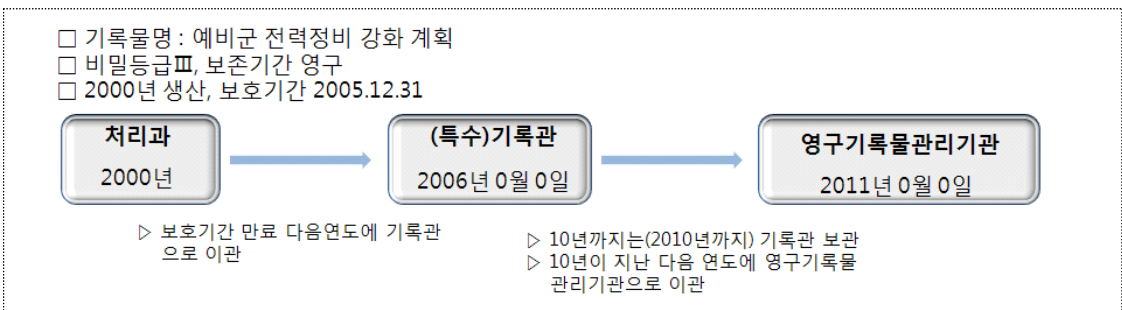 □ 기록물명 : 예비군 전력정비 강화 계획
□ 비밀등급Ⅲ, 보존기간 영구
□ 2000년 생산, 보호기간 2005.12.31
처리과
2000년
(특수)기록관
2006년 0월 0일
영구기록물관리기관
2011년 0월 0일
▷ 보호기간 만료 다음연도에 기록관
으로 이관
▷ 10년까지는(2010년까지) 기록관 보관
▷ 10년이 지난 다음 연도에 영구기록물
관리기관으로 이관